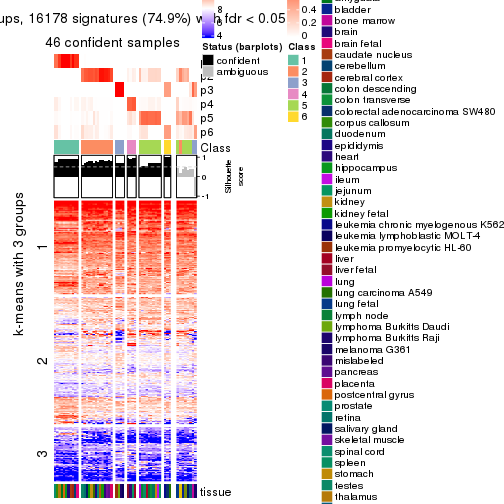 ups, 16178 signatures (74.9%) with fdr < 0.05
46 confident samples
1
p3
p4
p5
p6
Class
1
0
-1
Silhouette
score
k-means with 3 groups
1
2
3
tissue
8
6
4
0.4
0.2
0
Status (barplots)
confident
ambiguous
Class
1
2
3
4
5
6
bladder
bone marrow
brain
brain fetal
caudate nucleus
cerebellum
cerebral cortex
colon descending
colon transverse
colorectal adenocarcinoma SW480
corpus callosum
duodenum
epididymis
heart
hippocampus
ileum
jejunum
kidney
kidney fetal
leukemia chronic myelogenous K562
leukemia lymphoblastic MOLT-4
leukemia promyelocytic HL-60
liver
liver fetal
lung
lung carcinoma A549
lung fetal
lymph node
lymphoma Burkitts Daudi
lymphoma Burkitts Raji
melanoma G361
mislabeled
pancreas
placenta
postcentral gyrus
prostate
retina
salivary gland
skeletal muscle
spinal cord
spleen
stomach
testes
thalamus